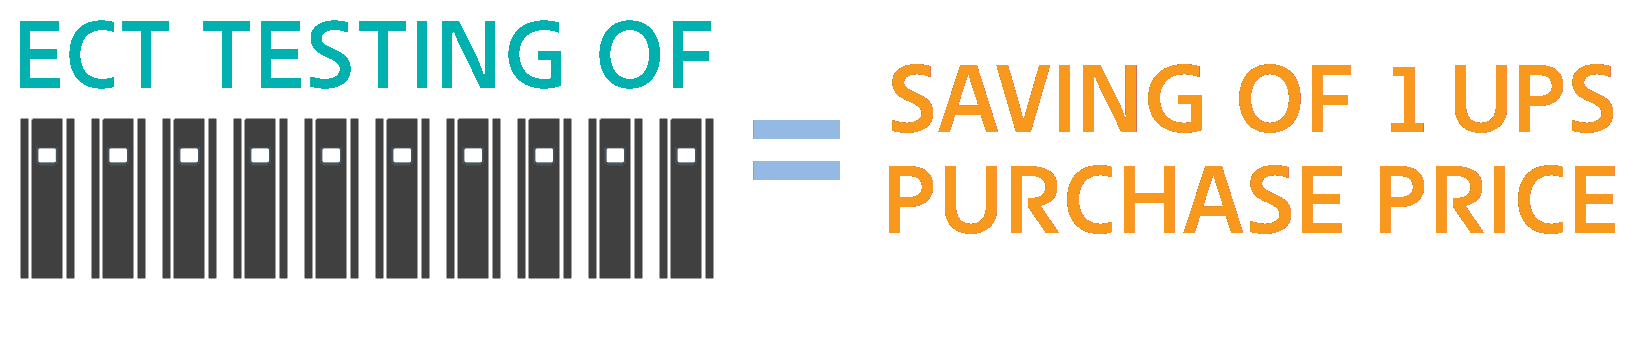 ECT TESTING OF
SAVING OF 1 UPS
PURCHASE PRICE